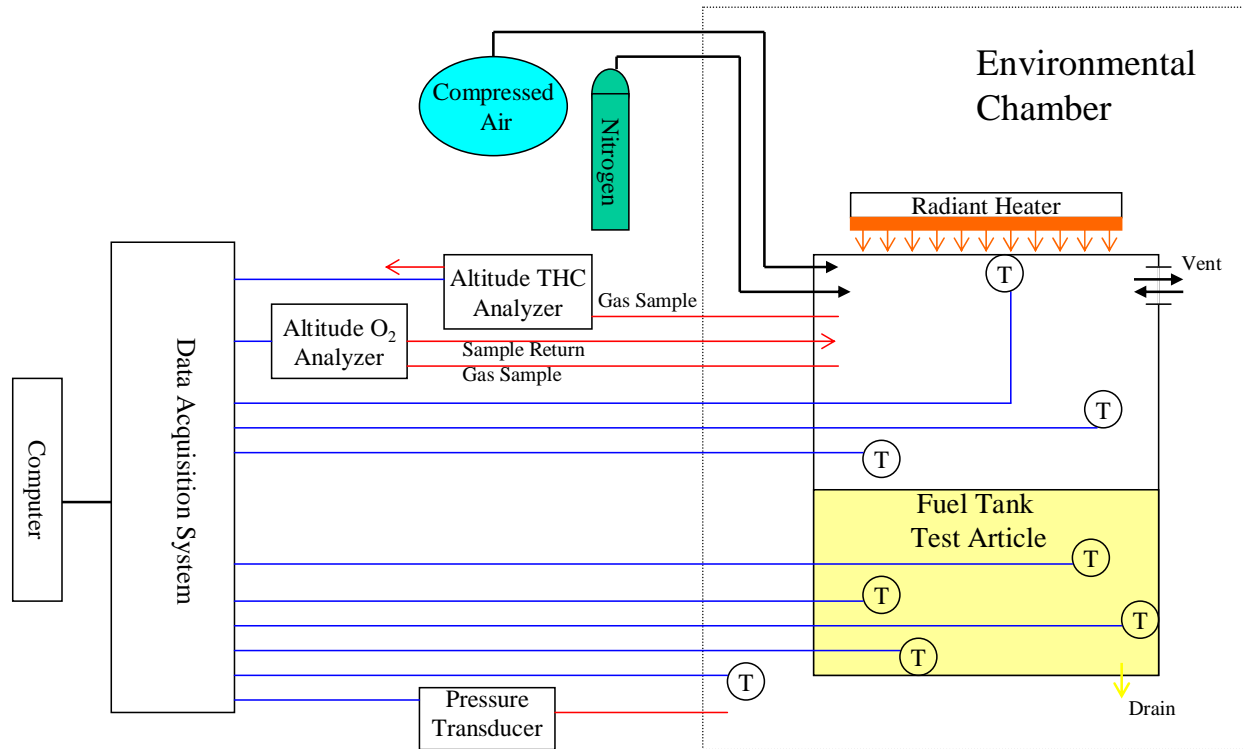 Environmental
Chamber
Compressed
Air
Nitrogen
Radiant Heater
Vent
T
Altitude THC
Analyzer
Gas Sample
Altitude O₂
Analyzer
Sample Return
Gas Sample
T
T
Data Acquisition System
Computer
Fuel Tank
Test Article
T
T
T
T
T
Pressure
Transducer
Drain